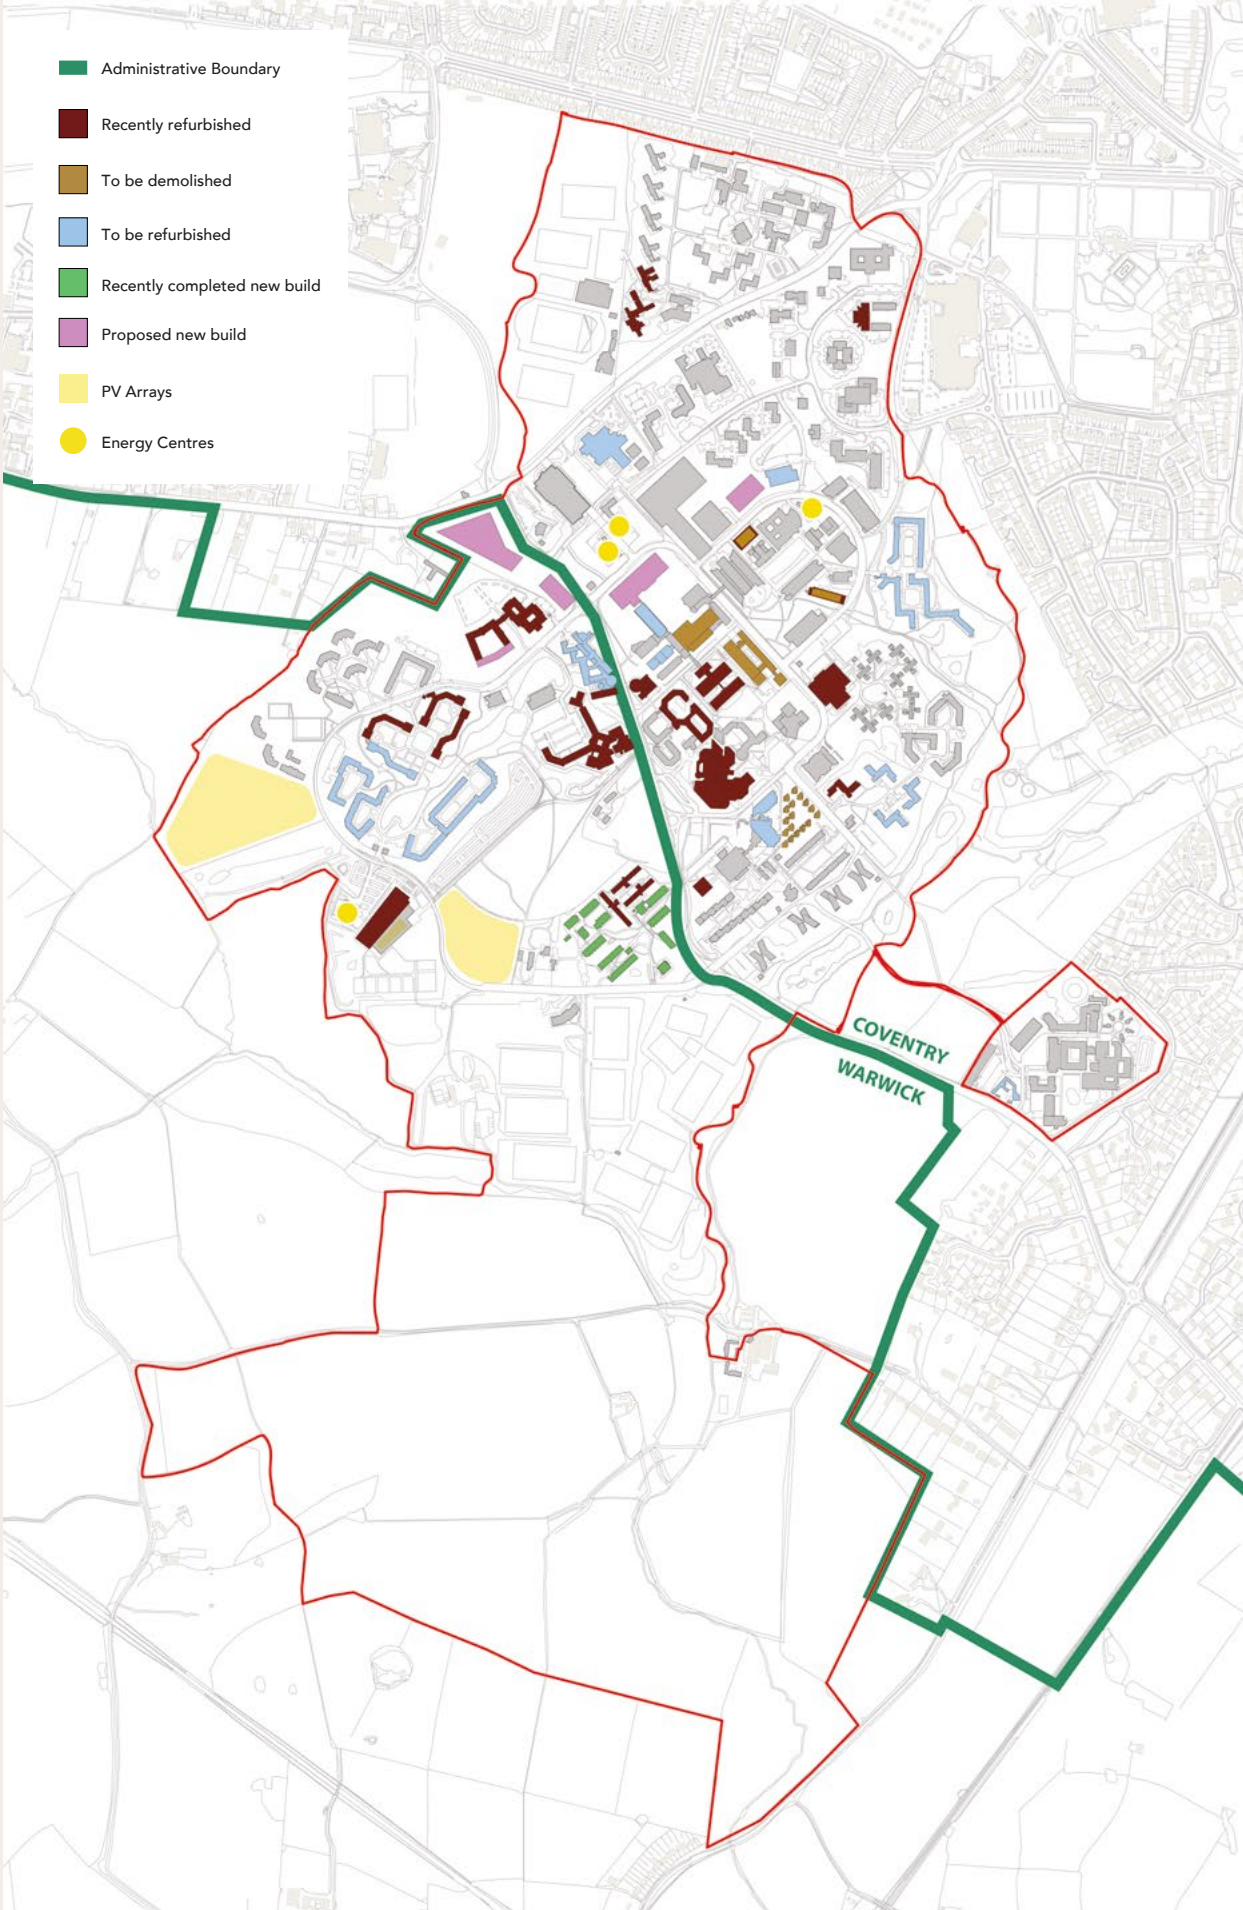 Administrative Boundary
Recently refurbished
To be demolished
To be refurbished
Recently completed new build
Proposed new build
PV Arrays
Energy Centres
COVENTRY
WARWICK